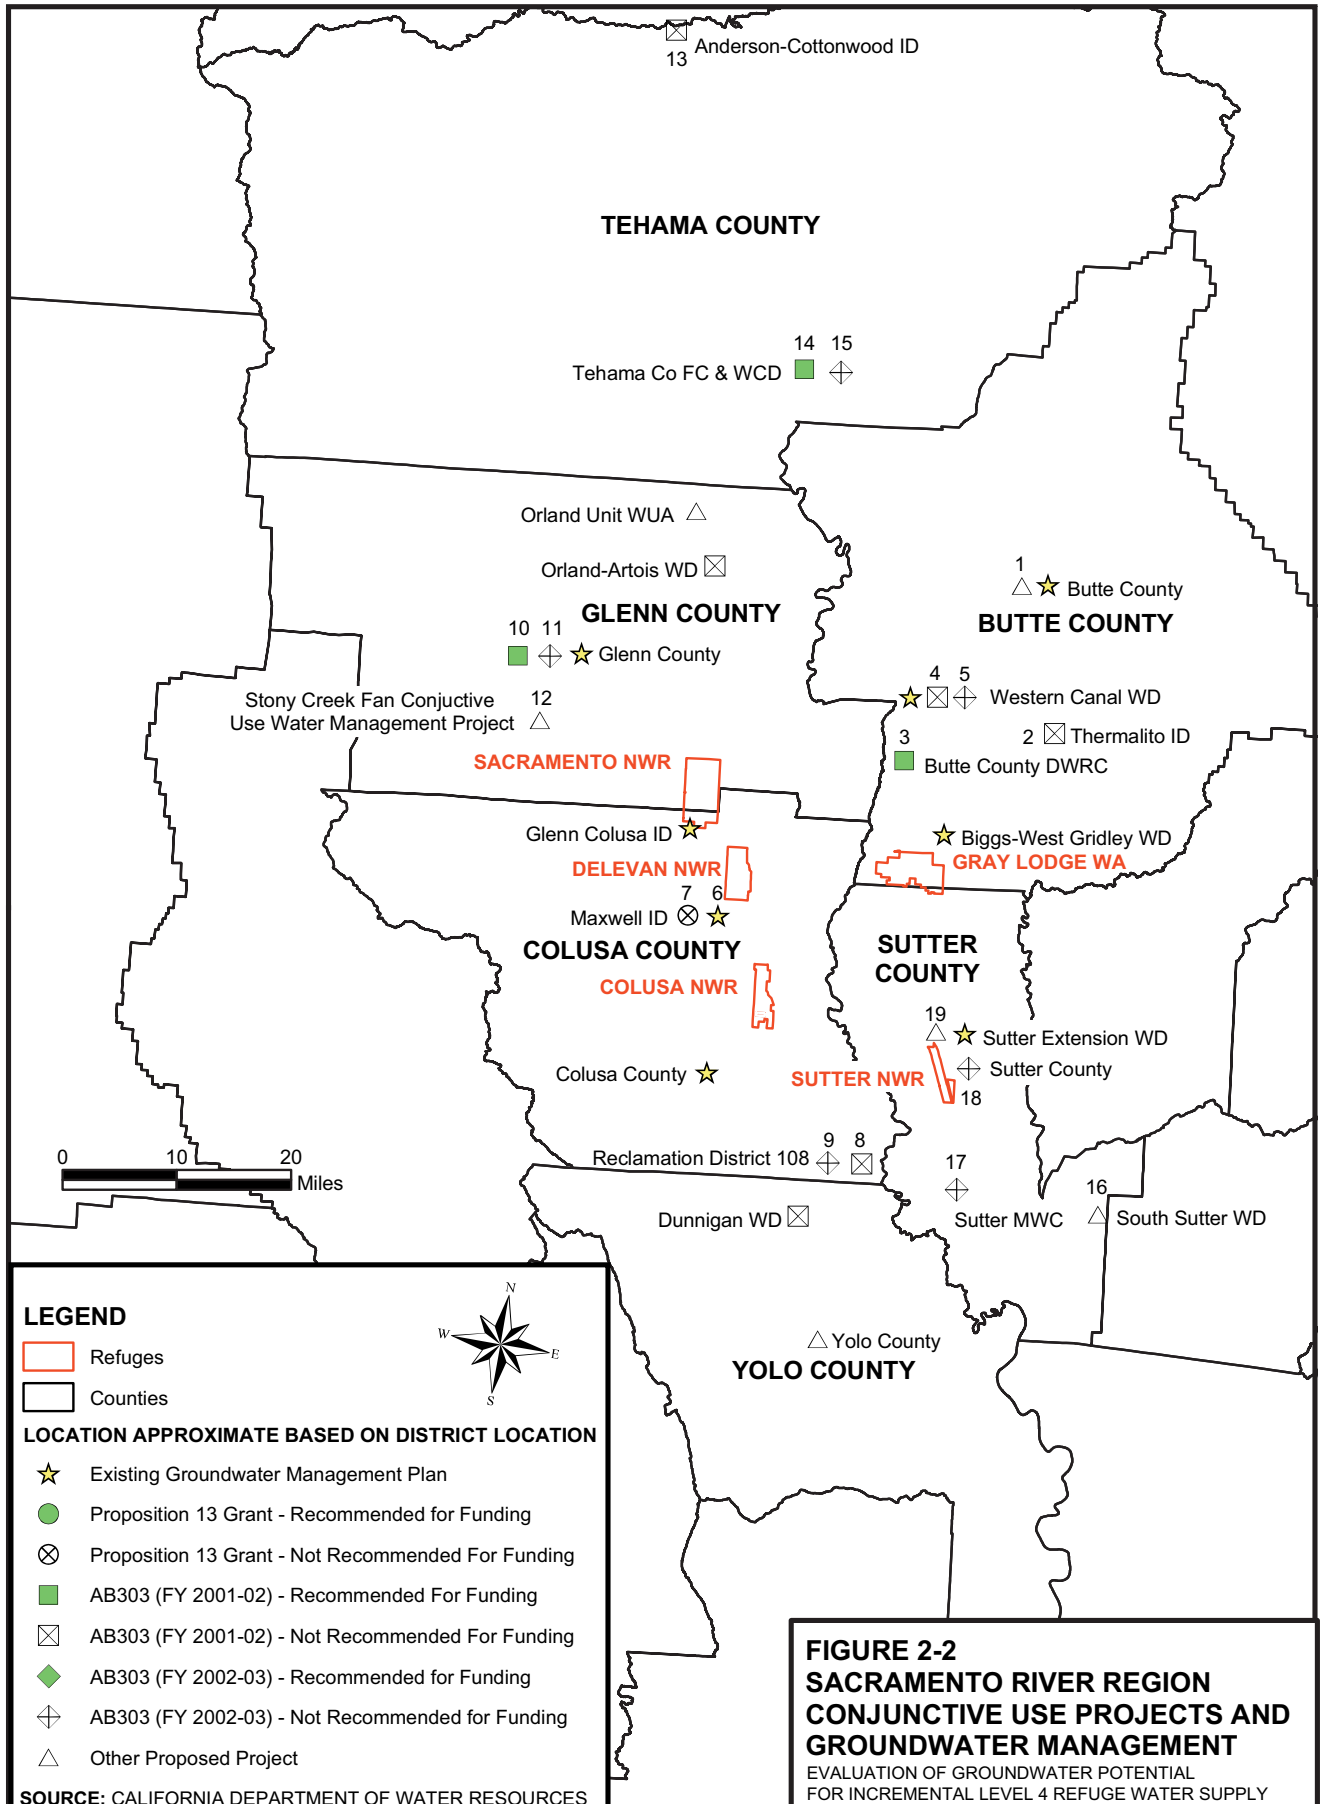 Anderson-Cottonwood ID
13
TEHAMA COUNTY
14 15
Tehama Co FC & WCD
Orland Unit WUA
Orland-Artois WD
GLENN COUNTY
1
Butte County
BUTTE COUNTY
10 11
Glenn County
Stony Creek Fan Conjuctive
Use Water Management Project
12
4 5
Western Canal WD
2 Thermalito ID
3
Butte County DWRC
SACRAMENTO NWR
Glenn Colusa ID
Biggs-West Gridley WD
GRAY LODGE WA
DELEVAN NWR
7 6
Maxwell ID
COLUSA COUNTY
SUTTER
COUNTY
COLUSA NWR
19
Sutter Extension WD
Colusa County
SUTTER NWR
Sutter County
18
Reclamation District 108
9 8
17
Sutter MWC
16
South Sutter WD
Dunnigan WD
0 10 20
Miles
Yolo County
YOLO COUNTY
LEGEND
N
W
E
S
Refuges
Counties
LOCATION APPROXIMATE BASED ON DISTRICT LOCATION
Existing Groundwater Management Plan
Proposition 13 Grant - Recommended for Funding
Proposition 13 Grant - Not Recommended For Funding
AB303 (FY 2001-02) - Recommended For Funding
AB303 (FY 2001-02) - Not Recommended For Funding
AB303 (FY 2002-03) - Recommended for Funding
AB303 (FY 2002-03) - Not Recommended for Funding
Other Proposed Project
SOURCE: CALIFORNIA DEPARTMENT OF WATER RESOURCES
FIGURE 2-2
SACRAMENTO RIVER REGION
CONJUNCTIVE USE PROJECTS AND
GROUNDWATER MANAGEMENT
EVALUATION OF GROUNDWATER POTENTIAL
FOR INCREMENTAL LEVEL 4 REFUGE WATER SUPPLY